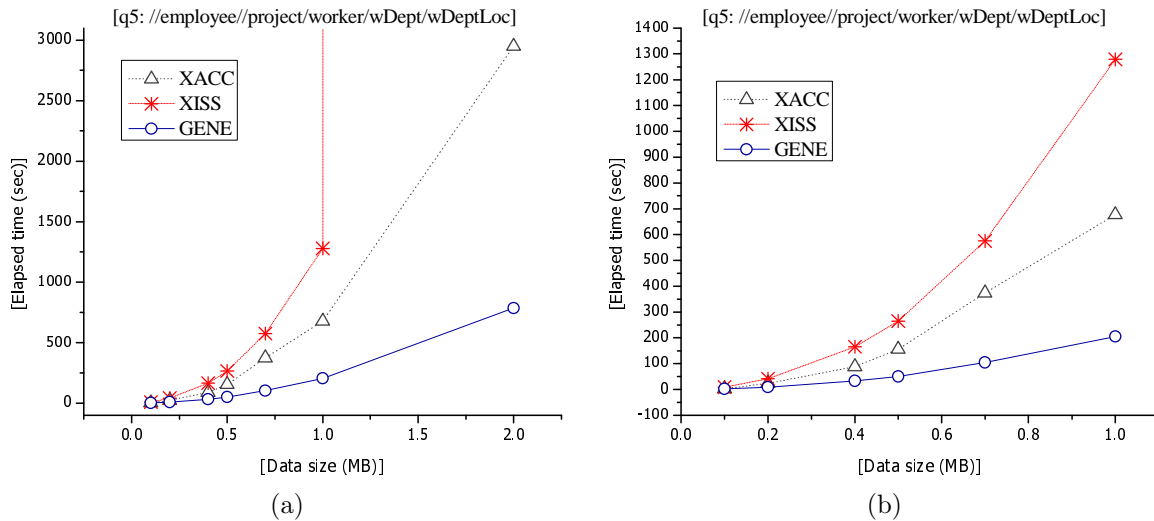 [q5: //employee//project/worker/wDept/wDeptLoc]
3000
2500
2000
1500
1000
500
0
[Elapsed time (sec)]
XACC
XISS
GENE
0.0 0.5 1.0 1.5 2.0
[Data size (MB)]
(a)
[q5: //employee//project/worker/wDept/wDeptLoc]
1400
1300
1200
1100
1000
900
800
700
600
500
400
300
200
100
0
-100
[Elapsed time (sec)]
XACC
XISS
GENE
0.0 0.2 0.4 0.6 0.8 1.0
[Data size (MB)]
(b)